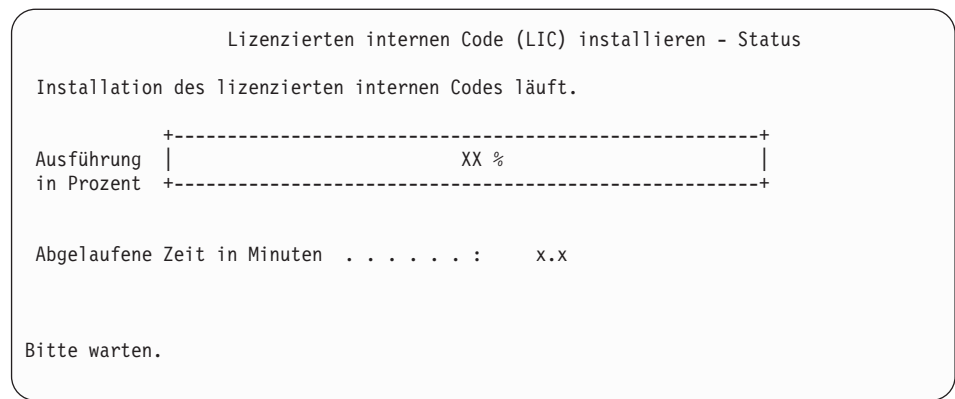 Lizenzierten internen Code (LIC) installieren - Status
Installation des lizenzierten internen Codes läuft.
+-------------------------------------------------------+
Ausführung | XX % |
in Prozent +-------------------------------------------------------+
Abgelaufene Zeit in Minuten . . . . . . : x.x
Bitte warten.